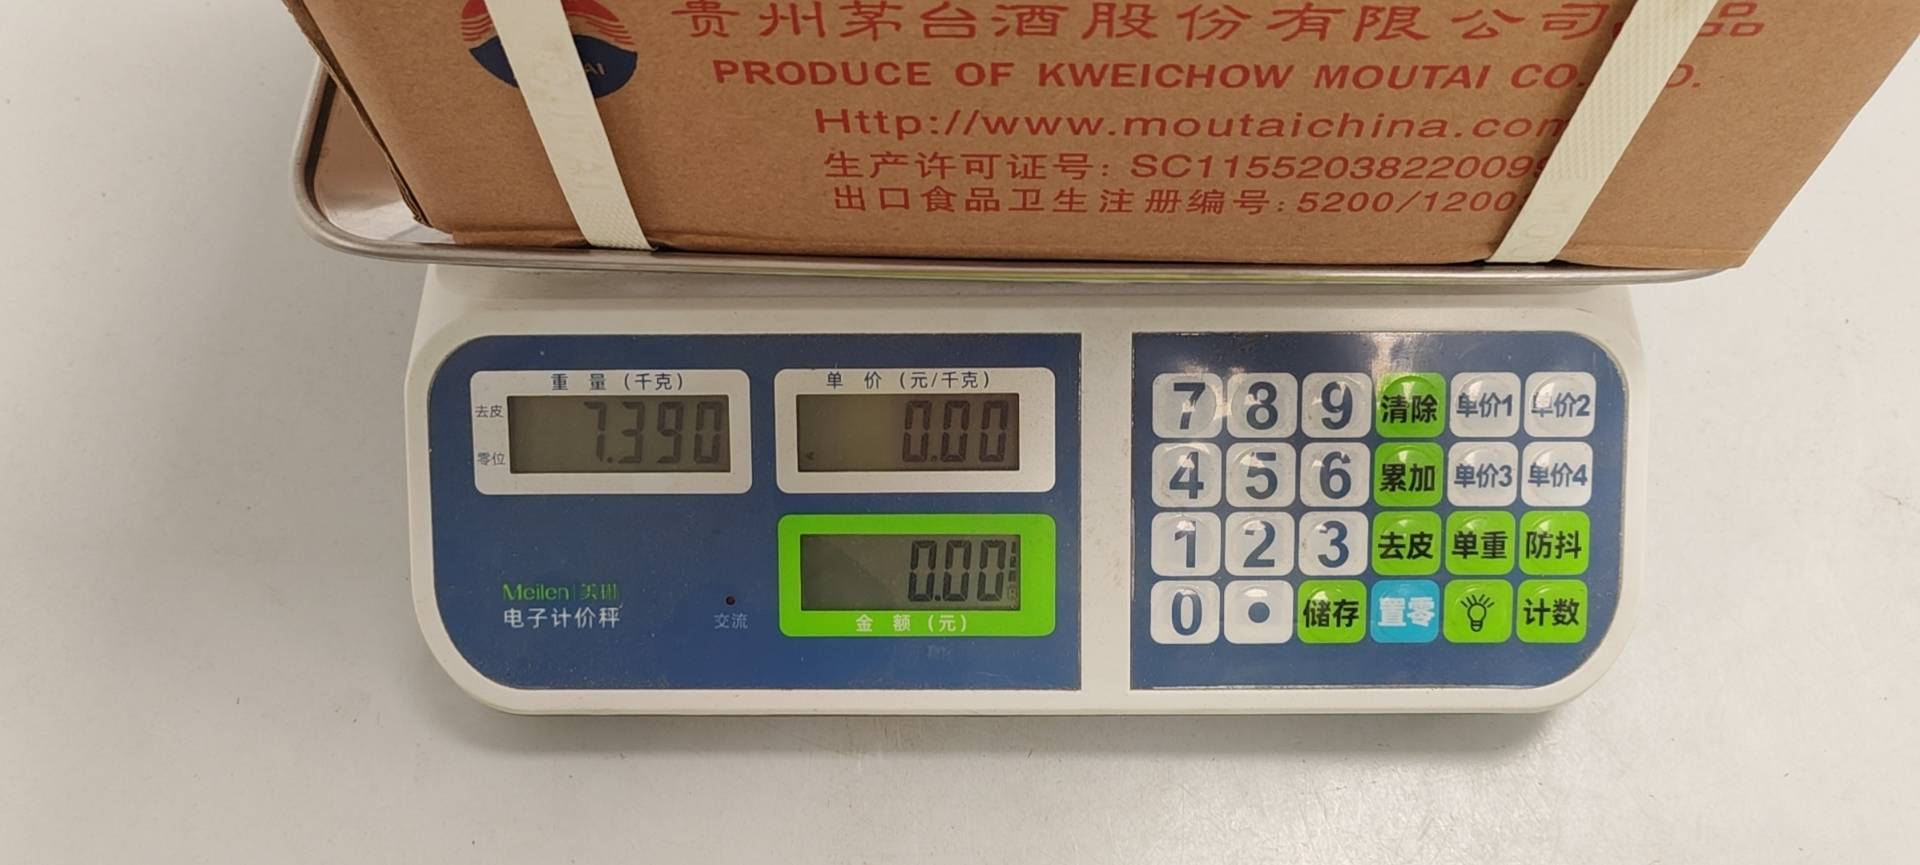 贵州茅台酒股份有限公司
PRODUCE OF KWEICHOW MOUTAI CO.
Http://www.moutaichina.com
生产许可证号: SC1155203822009
出口食品卫生注册编号: 5200/1200
重 量 (千克)
去皮
零位
7.390
单 价 (元/千克)
0.00
0.00
金 额 (元)
Meilen 美琳
电子计价秤
交流
7 8 9 清除 单价1 单价2
4 5 6 累加 单价3 单价4
1 2 3 去皮 单重 防抖
0 • 储存 置零 计数